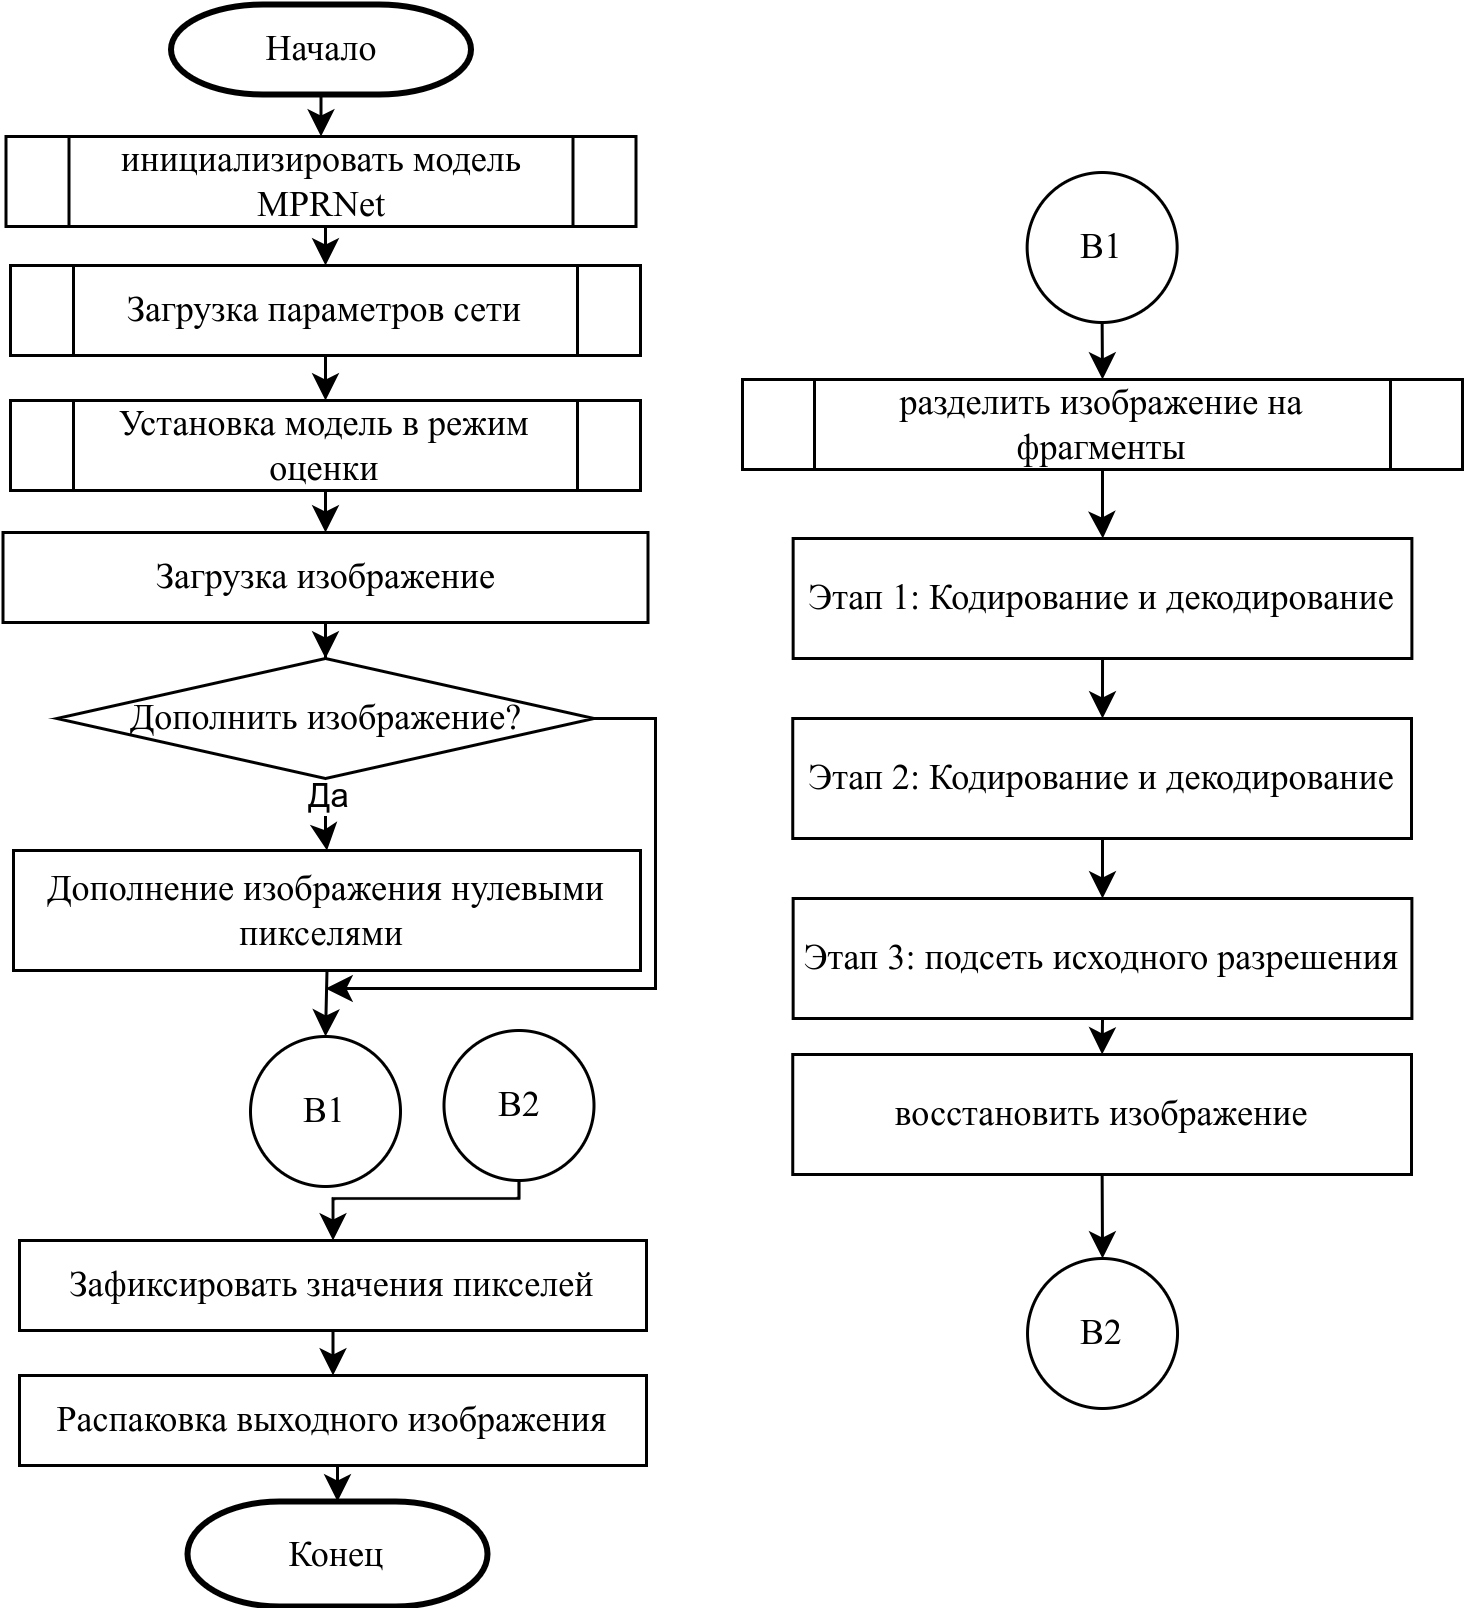 Начало
инициализировать модель
MPRNet
Загрузка параметров сети
Установка модель в режим
оценки
Загрузка изображение
Дополнить изображение?
Да
Дополнение изображения нулевыми
пикселями
B1
B2
Зафиксировать значения пикселей
Распаковка выходного изображения
Конец
B1
разделить изображение на
фрагменты
Этап 1: Кодирование и декодирование
Этап 2: Кодирование и декодирование
Этап 3: подсеть исходного разрешения
восстановить изображение
B2